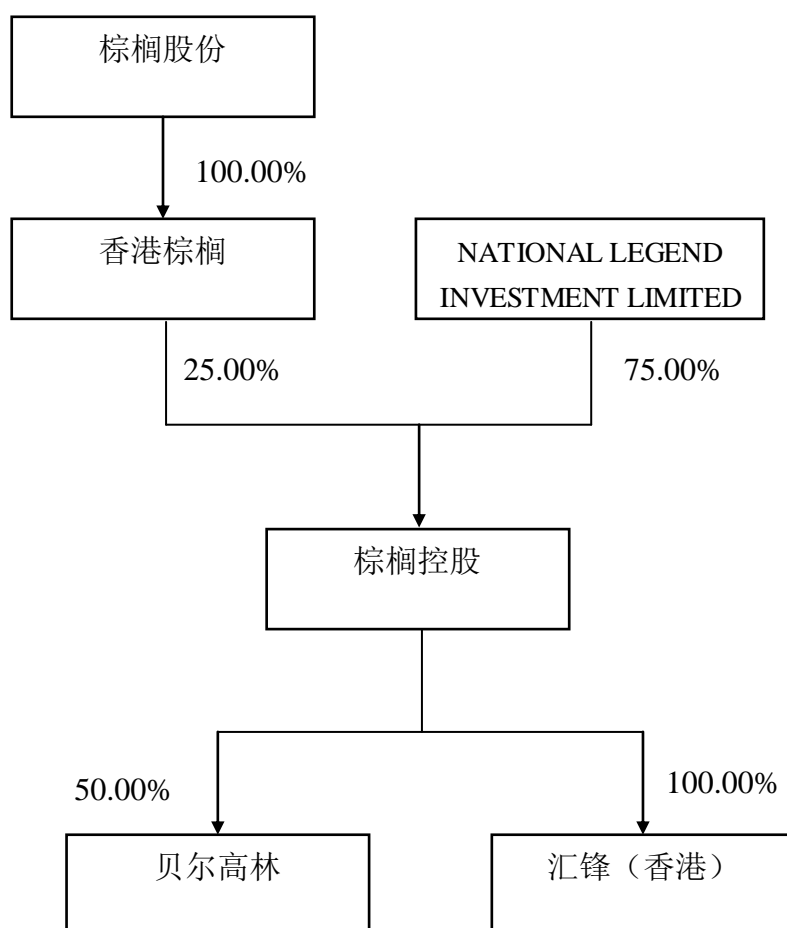 棕榈股份
100.00%
香港棕榈
NATIONAL LEGEND
INVESTMENT LIMITED
25.00%
75.00%
棕榈控股
50.00%
100.00%
贝尔高林
汇锋（香港）